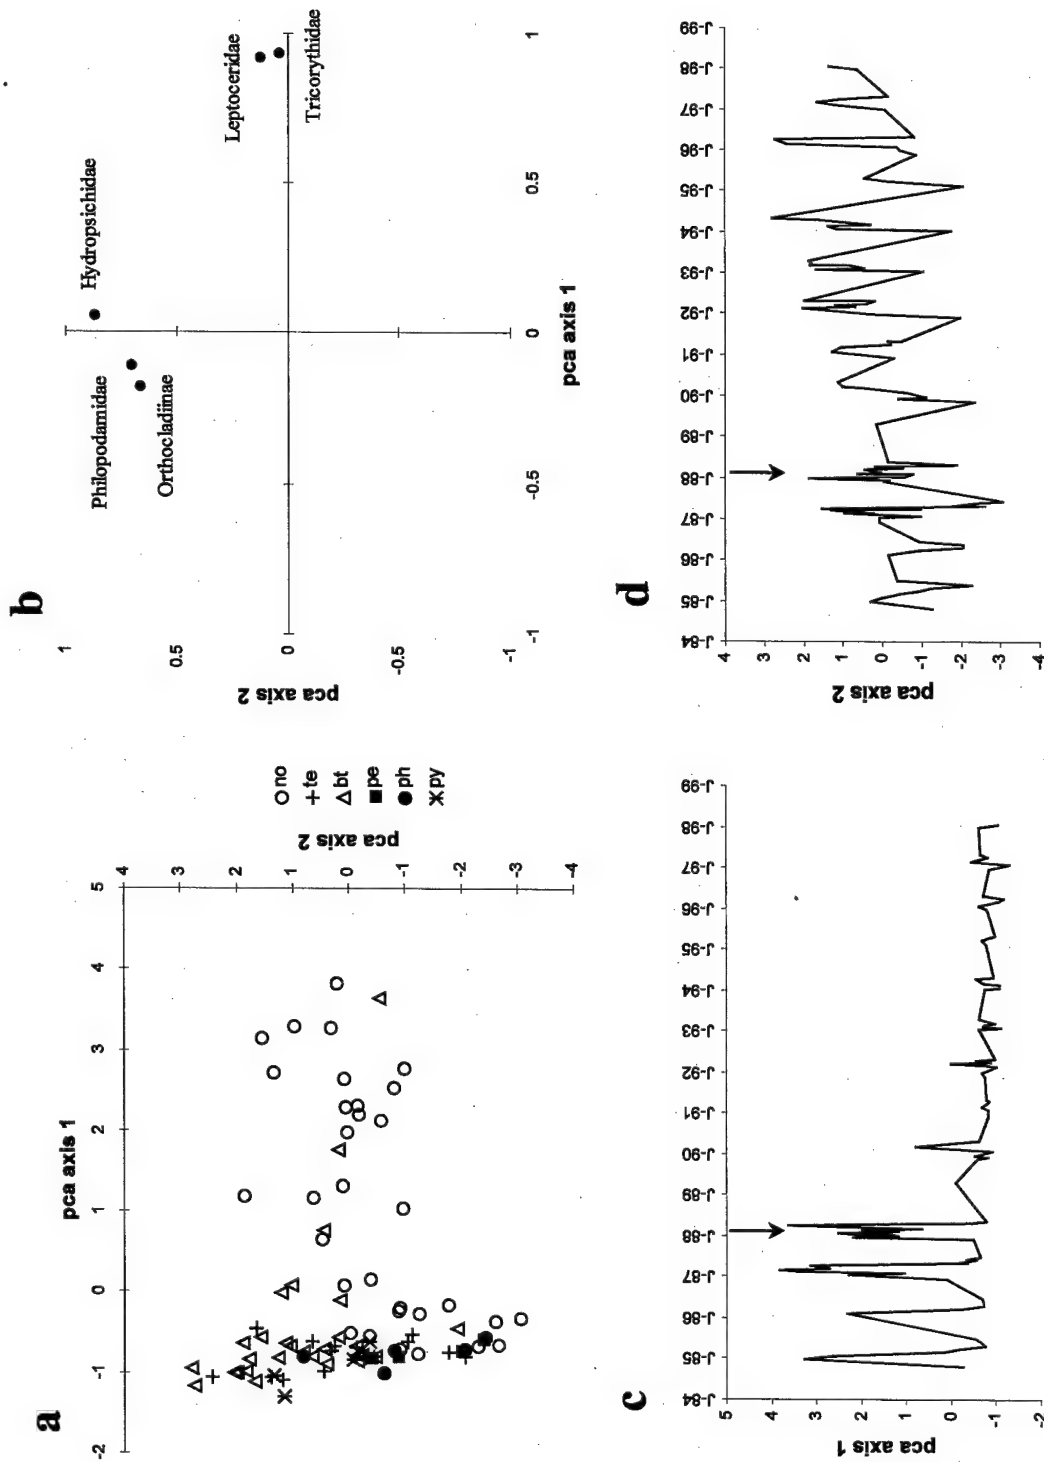 a
pca axis 1
-2
-1
0
1
2
3
4
5
4
3
2
1
0
-1
-2
-3
-4
pca axis 2
no
te
bt
pe
ph
py
b
1
0.5
0
-0.5
-1
pca axis 2
-1
-0.5
0
0.5
1
pca axis 1
Philopodamidae
Orthocladiinae
Hydropsichidae
Leptoceridae
Tricorythidae
c
5
4
3
2
1
0
-1
-2
pca axis 1
J-84
J-85
J-86
J-87
J-88
J-89
J-90
J-91
J-92
J-93
J-94
J-95
J-96
J-97
J-98
J-99
d
4
3
2
1
0
-1
-2
-3
-4
pca axis 2
J-84
J-85
J-86
J-87
J-88
J-89
J-90
J-91
J-92
J-93
J-94
J-95
J-96
J-97
J-98
J-99